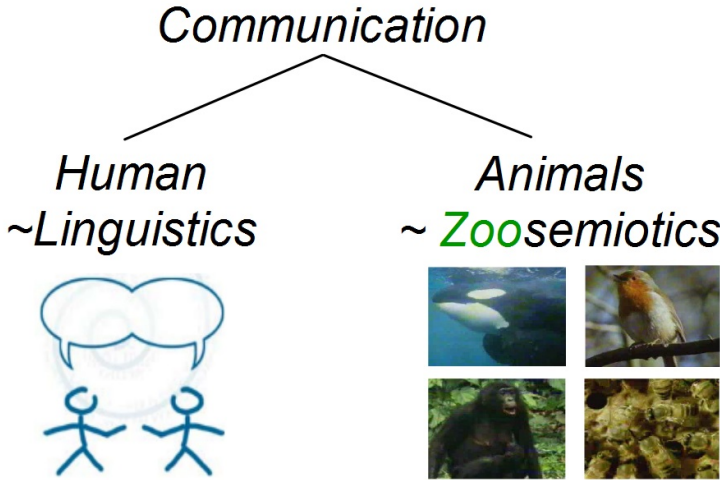 Communication
Human
~Linguistics
Animals
~ Zoosemiotics